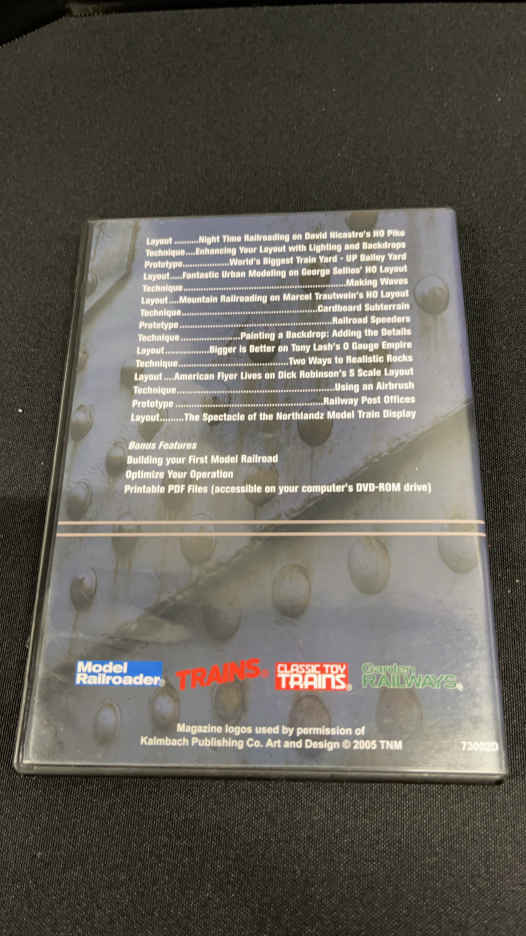 Layout ..........Night Time Railroading on David Nicastro's HO Pike
Technique....Enhancing Your Layout with Lighting and Backdrops
Prototype...................World's Biggest Train Yard - UP Bailey Yard
Layout.....Fantastic Urban Modeling on George Sellios' HO Layout
Technique...................................................................Making Waves
Layout ....Mountain Railroading on Marcel Trautwein's HO Layout
Technique........................................................Cardboard Subterrain
Prototype...............................................................Railroad Speeders
Technique.........................Painting a Backdrop: Adding the Details
Layout..................Bigger is Better on Tony Lash's O Gauge Empire
Technique..............................................Two Ways to Realistic Rocks
Layout ....American Flyer Lives on Dick Robinson's S Scale Layout
Technique.................................................................Using an Airbrush
Prototype ............................................................Railway Post Offices
Layout.........The Spectacle of the Northlandz Model Train Display
Bonus Features
Building your First Model Railroad
Optimize Your Operation
Printable PDF Files (accessible on your computer's DVD-ROM drive)
Model
Railroader®
TRAINS®
CLASSIC TOY
TRAINS®
Garden
RAILWAYS®
Magazine logos used by permission of
Kalmbach Publishing Co. Art and Design © 2005 TNM